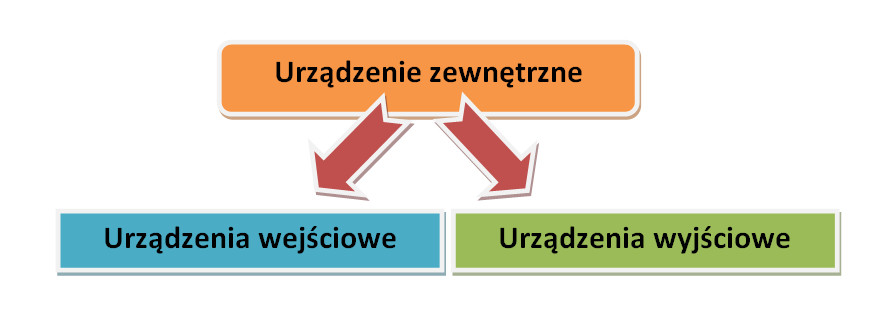 Urządzenie zewnętrzne
Urządzenia wejściowe
Urządzenia wyjściowe